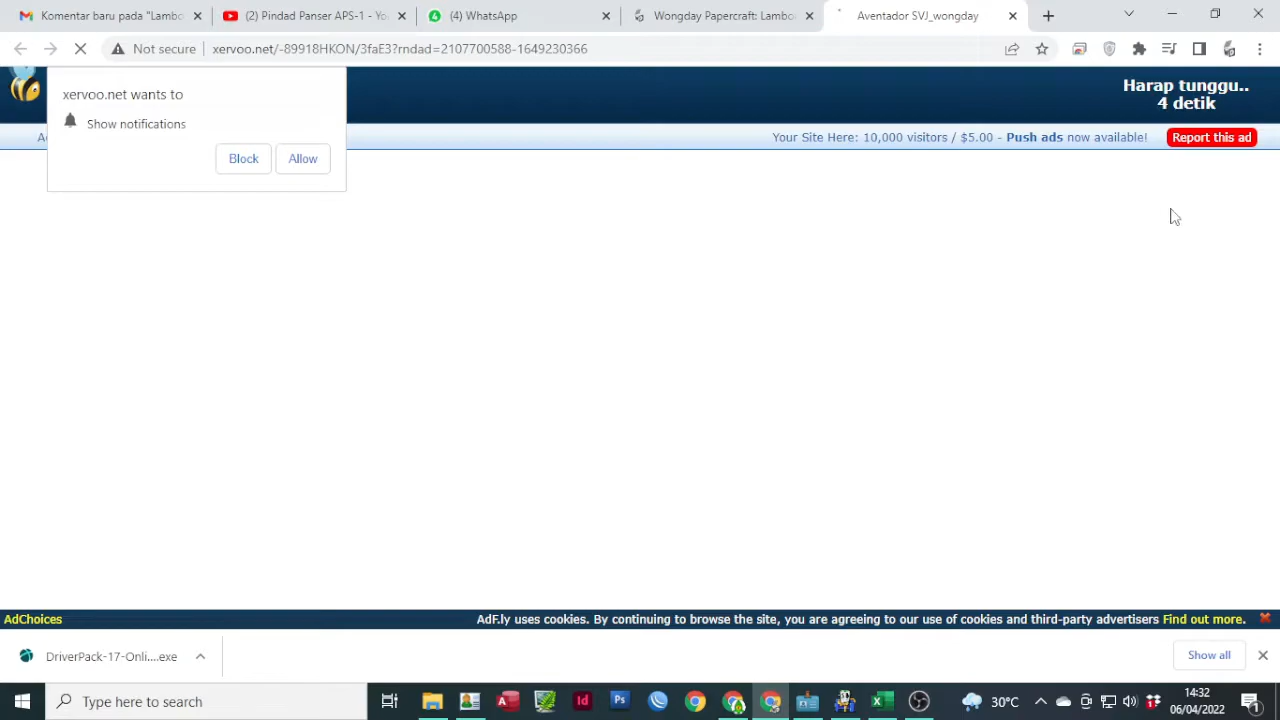 Komentar baru pada "Lambo
(2) Pindad Panser APS-1 - Yo
(4) WhatsApp
Wongday Papercraft: Lambo
Aventador SVJ_wongday
Not secure
xervoo.net/-89918HKON/3faE3?rndad=2107700588-1649230366
xervoo.net wants to
Show notifications
Block
Allow
Harap tunggu..
4 detik
Your Site Here: 10,000 visitors / $5.00 - Push ads now available!
Report this ad
AdChoices
AdF.ly uses cookies. By continuing to browse the site, you are agreeing to our use of cookies and third-party advertisers Find out more.
DriverPack-17-Onli....exe
Show all
Type here to search
30°C
14:32
06/04/2022